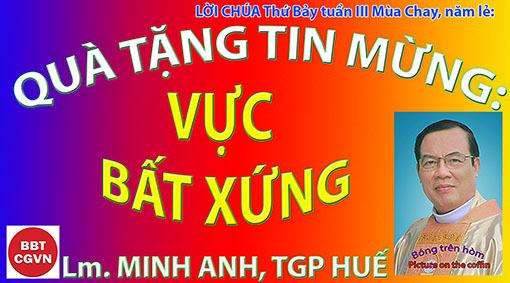 LỜI CHÚA Thứ Bảy tuần III Mùa Chay, năm lẻ:
QUÀ TẶNG TIN MỪNG:
VỰC
BẤT XỨNG
Bóng trên hòm
Picture on the coffin
BBT
CGVN
Lm. MINH ANH, TGP HUẾ